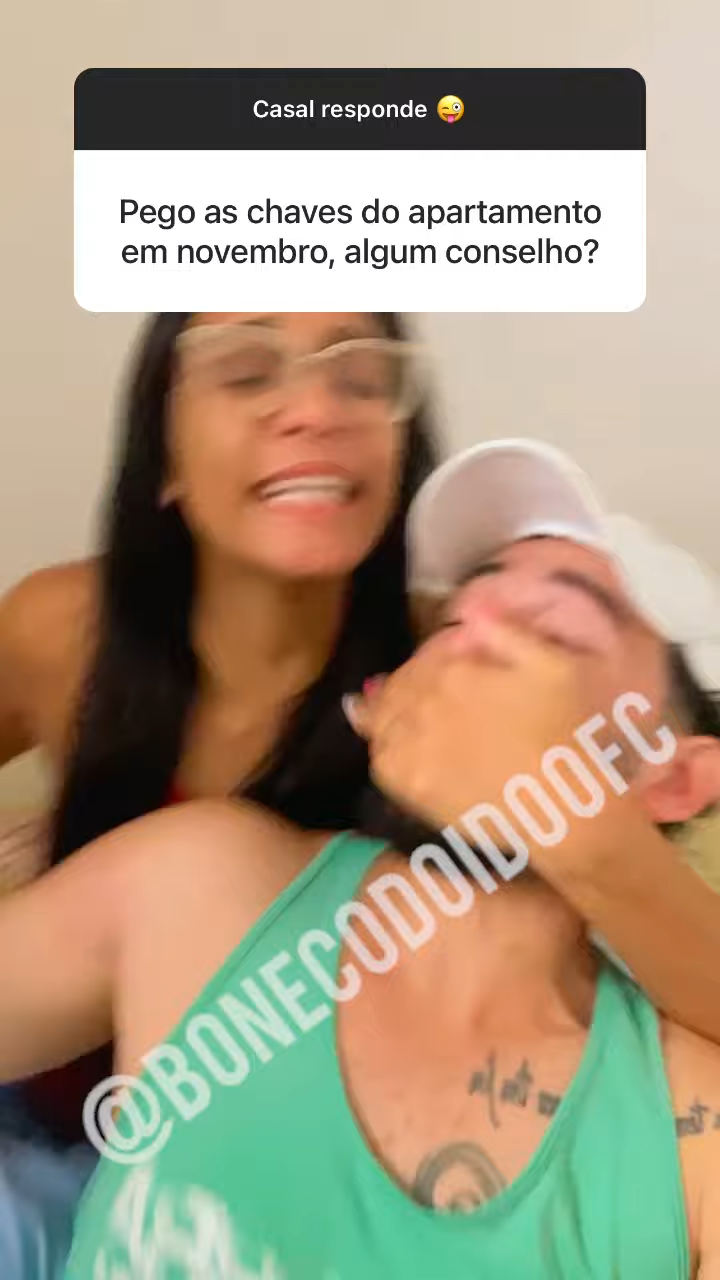 Casal responde 😜
Pego as chaves do apartamento
em novembro, algum conselho?
@BONECODOIDOOFC